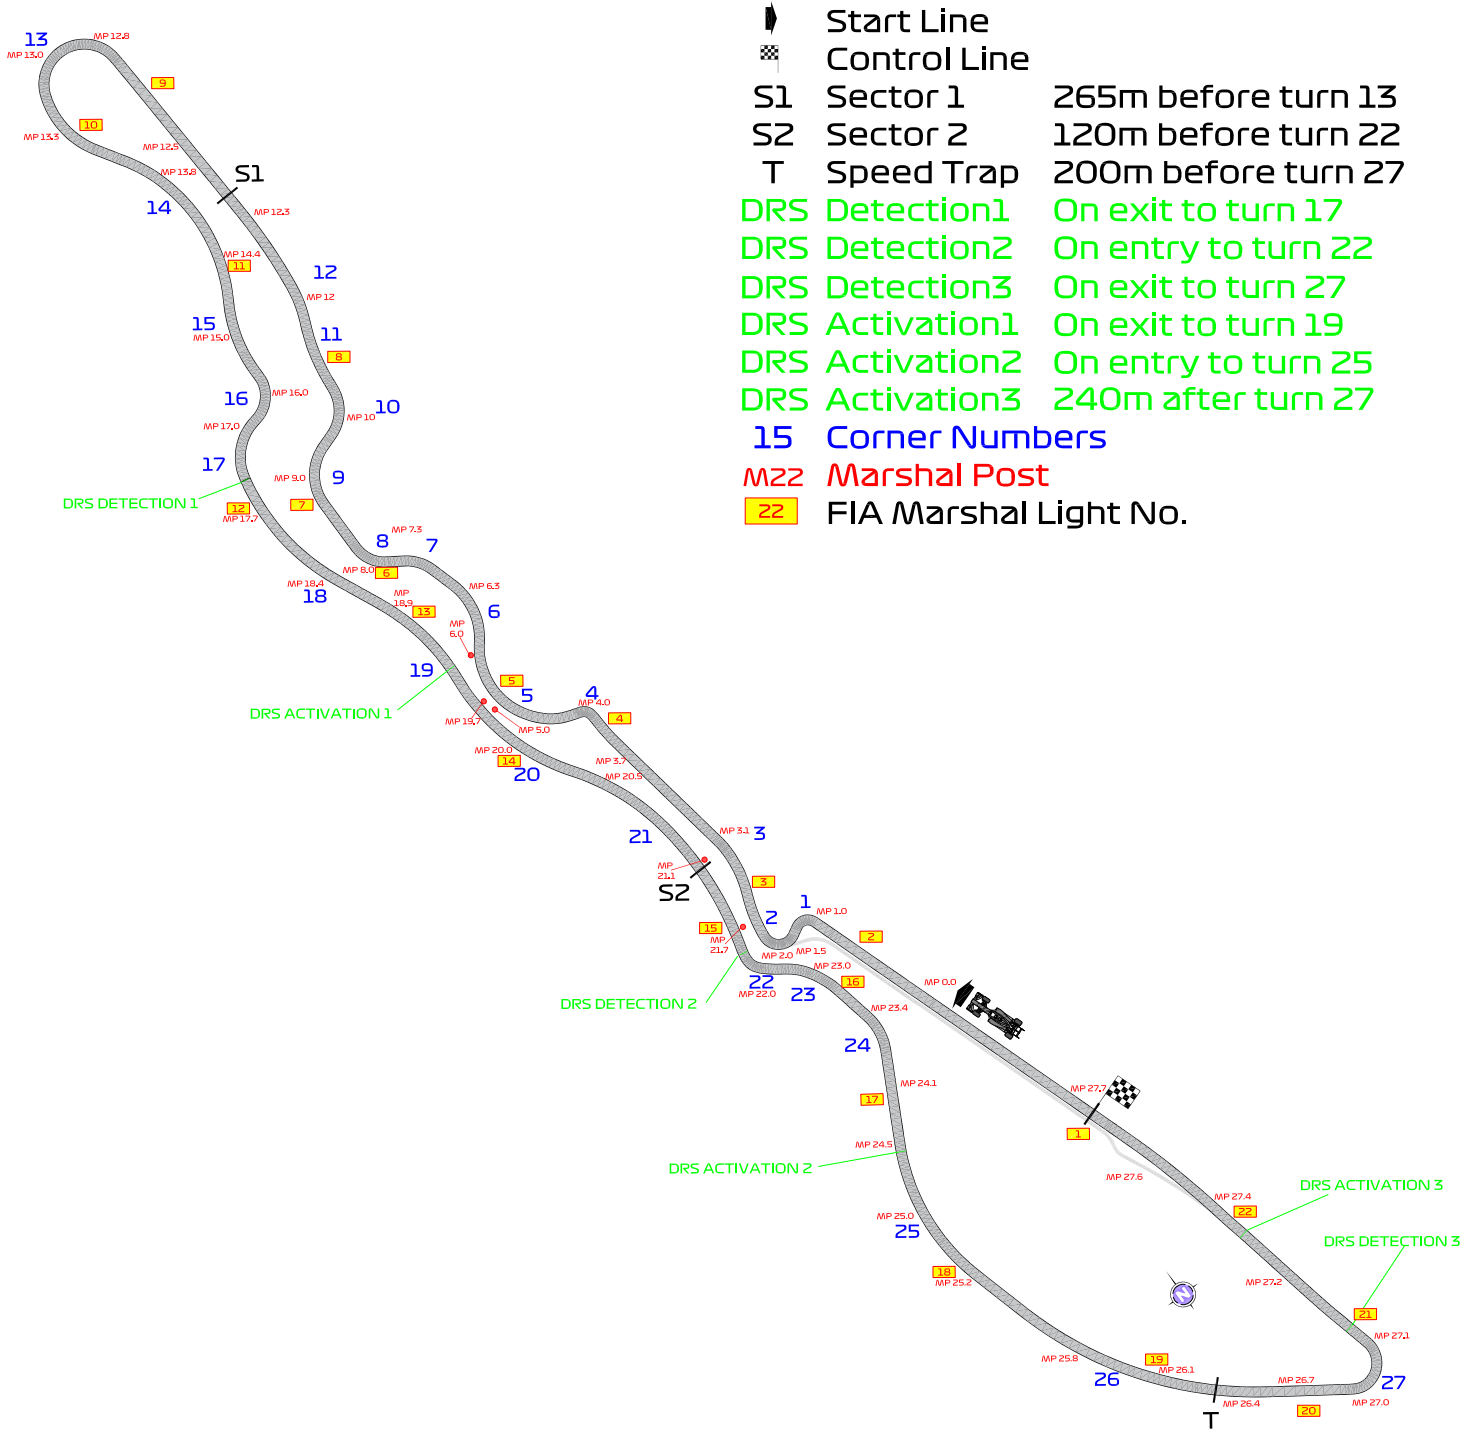 Start Line
Control Line
S1 Sector 1 265m before turn 13
S2 Sector 2 120m before turn 22
T Speed Trap 200m before turn 27
DRS Detection1 On exit to turn 17
DRS Detection2 On entry to turn 22
DRS Detection3 On exit to turn 27
DRS Activation1 On exit to turn 19
DRS Activation2 On entry to turn 25
DRS Activation3 240m after turn 27
15 Corner Numbers
M22 Marshal Post
22 FIA Marshal Light No.
13
MP 12.8
MP 13.0
9
10
MP 13.3
MP 12.5
MP 13.8
S1
14
MP 12.3
MP 14.4
11
12
MP 12
15
MP 15.0
11
8
16
MP 16.0
10
MP 10
MP 17.0
17
MP 9.0
9
DRS DETECTION 1
12
MP 17.7
7
MP 7.3
8
7
MP 8.0
6
MP 18.4
18
MP 6.3
MP
18.9
13
6
MP
6.0
19
5
5
4
MP 4.0
DRS ACTIVATION 1
MP 19.7
MP 5.0
4
MP 20.0
14
20
MP 3.7
MP 20.5
21
MP 3.1
3
MP
21.1
S2
3
1
MP 1.0
2
15
MP
21.7
2
MP 2.0
MP 1.5
22
MP 22.0
23
MP 23.0
16
DRS DETECTION 2
MP 0.0
MP 23.4
24
MP 24.1
17
MP 27.7
1
MP 24.5
DRS ACTIVATION 2
MP 27.6
DRS ACTIVATION 3
MP 27.4
22
MP 25.0
25
DRS DETECTION 3
18
MP 25.2
MP 27.2
N
21
MP 27.1
MP 25.8
19
MP 26.1
26
MP 26.7
27
MP 26.4
MP 27.0
20
T